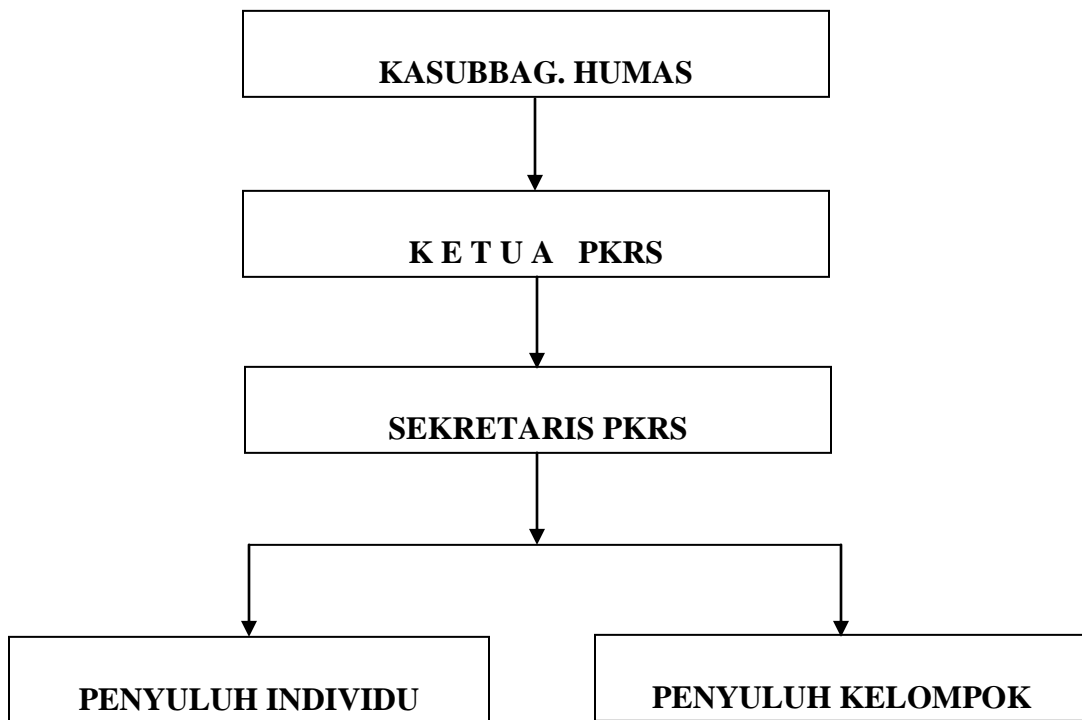 KASUBBAG. HUMAS
K E T U A PKRS
SEKRETARIS PKRS
PENYULUH INDIVIDU
PENYULUH KELOMPOK